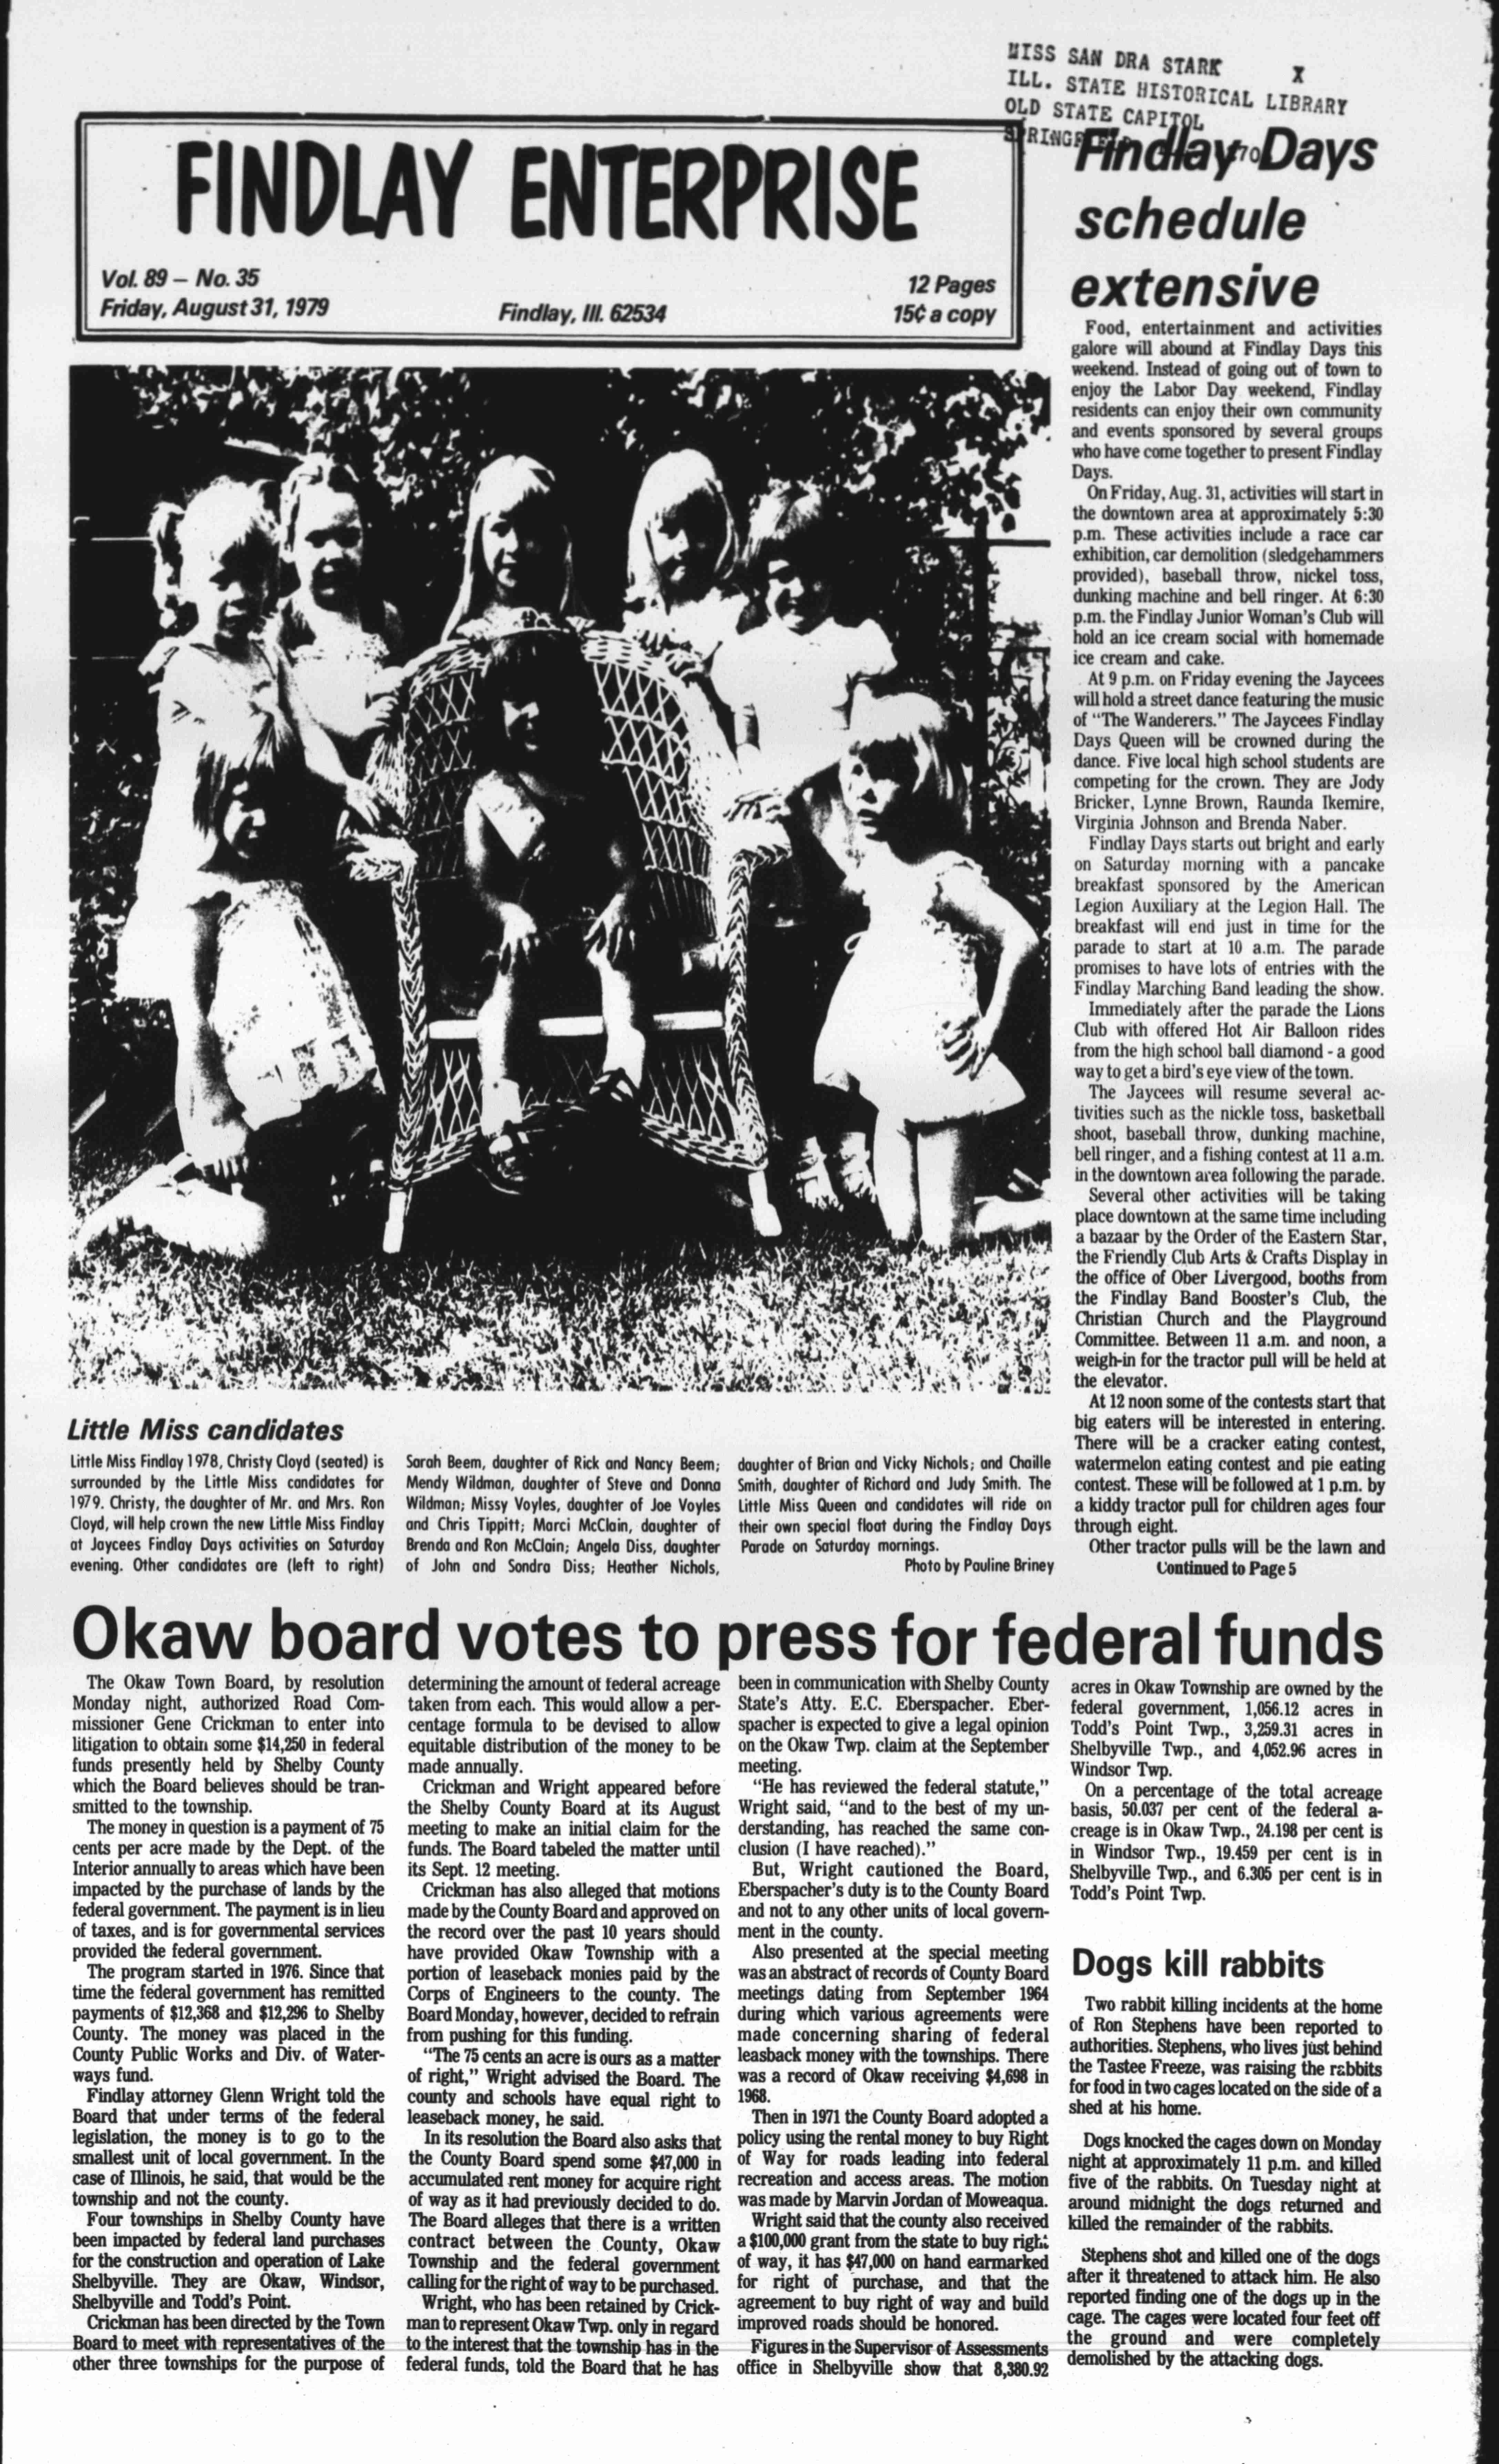 MISS SAN DRA STARK X
ILL. STATE HISTORICAL LIBRARY
OLD STATE CAPITOL
FINDLAY ENTERPRISE
Vol. 89 – No. 35
Friday, August 31, 1979
Findlay, Ill. 62534
12 Pages
15¢ a copy
Findlay Days
schedule
extensive
Food, entertainment and activities
galore will abound at Findlay Days this
weekend. Instead of going out of town to
enjoy the Labor Day weekend, Findlay
residents can enjoy their own community
and events sponsored by several groups
who have come together to present Findlay
Days.
On Friday, Aug. 31, activities will start in
the downtown area at approximately 5:30
p.m. These activities include a race car
exhibition, car demolition (sledgehammers
provided), baseball throw, nickel toss,
dunking machine and bell ringer. At 6:30
p.m. the Findlay Junior Woman's Club will
hold an ice cream social with homemade
ice cream and cake.
At 9 p.m. on Friday evening the Jaycees
will hold a street dance featuring the music
of "The Wanderers." The Jaycees Findlay
Days Queen will be crowned during the
dance. Five local high school students are
competing for the crown. They are Jody
Bricker, Lynne Brown, Raunda Ikemire,
Virginia Johnson and Brenda Naber.
Findlay Days starts out bright and early
on Saturday morning with a pancake
breakfast sponsored by the American
Legion Auxiliary at the Legion Hall. The
breakfast will end just in time for the
parade to start at 10 a.m. The parade
promises to have lots of entries with the
Findlay Marching Band leading the show.
Immediately after the parade the Lions
Club with offered Hot Air Balloon rides
from the high school ball diamond - a good
way to get a bird's eye view of the town.
The Jaycees will resume several ac-
tivities such as the nickle toss, basketball
shoot, baseball throw, dunking machine,
bell ringer, and a fishing contest at 11 a.m.
in the downtown area following the parade.
Several other activities will be taking
place downtown at the same time including
a bazaar by the Order of the Eastern Star,
the Friendly Club Arts & Crafts Display in
the office of Ober Livergood, booths from
the Findlay Band Booster's Club, the
Christian Church and the Playground
Committee. Between 11 a.m. and noon, a
weigh-in for the tractor pull will be held at
the elevator.
At 12 noon some of the contests start that
big eaters will be interested in entering.
There will be a cracker eating contest,
watermelon eating contest and pie eating
contest. These will be followed at 1 p.m. by
a kiddy tractor pull for children ages four
through eight.
Other tractor pulls will be the lawn and
Continued to Page 5
Little Miss candidates
Little Miss Findlay 1978, Christy Cloyd (seated) is
surrounded by the Little Miss candidates for
1979. Christy, the daughter of Mr. and Mrs. Ron
Cloyd, will help crown the new Little Miss Findlay
at Jaycees Findlay Days activities on Saturday
evening. Other candidates are (left to right)
Sarah Beem, daughter of Rick and Nancy Beem;
Mendy Wildman, daughter of Steve and Donna
Wildman; Missy Voyles, daughter of Joe Voyles
and Chris Tippitt; Marci McClain, daughter of
Brenda and Ron McClain; Angela Diss, daughter
of John and Sondra Diss; Heather Nichols,
daughter of Brian and Vicky Nichols; and Chaille
Smith, daughter of Richard and Judy Smith. The
Little Miss Queen and candidates will ride on
their own special float during the Findlay Days
Parade on Saturday mornings.
Photo by Pauline Briney
Okaw board votes to press for federal funds
The Okaw Town Board, by resolution
Monday night, authorized Road Com-
missioner Gene Crickman to enter into
litigation to obtain some $14,250 in federal
funds presently held by Shelby County
which the Board believes should be tran-
smitted to the township.
The money in question is a payment of 75
cents per acre made by the Dept. of the
Interior annually to areas which have been
impacted by the purchase of lands by the
federal government. The payment is in lieu
of taxes, and is for governmental services
provided the federal government.
The program started in 1976. Since that
time the federal government has remitted
payments of $12,368 and $12,296 to Shelby
County. The money was placed in the
County Public Works and Div. of Water-
ways fund.
Findlay attorney Glenn Wright told the
Board that under terms of the federal
legislation, the money is to go to the
smallest unit of local government. In the
case of Illinois, he said, that would be the
township and not the county.
Four townships in Shelby County have
been impacted by federal land purchases
for the construction and operation of Lake
Shelbyville. They are Okaw, Windsor,
Shelbyville and Todd's Point.
Crickman has been directed by the Town
Board to meet with representatives of the
other three townships for the purpose of
determining the amount of federal acreage
taken from each. This would allow a per-
centage formula to be devised to allow
equitable distribution of the money to be
made annually.
Crickman and Wright appeared before
the Shelby County Board at its August
meeting to make an initial claim for the
funds. The Board tabeled the matter until
its Sept. 12 meeting.
Crickman has also alleged that motions
made by the County Board and approved on
the record over the past 10 years should
have provided Okaw Township with a
portion of leaseback monies paid by the
Corps of Engineers to the county. The
Board Monday, however, decided to refrain
from pushing for this funding.
"The 75 cents an acre is ours as a matter
of right," Wright advised the Board. The
county and schools have equal right to
leaseback money, he said.
In its resolution the Board also asks that
the County Board spend some $47,000 in
accumulated rent money for acquire right
of way as it had previously decided to do.
The Board alleges that there is a written
contract between the County, Okaw
Township and the federal government
calling for the right of way to be purchased.
Wright, who has been retained by Crick-
man to represent Okaw Twp. only in regard
to the interest that the township has in the
federal funds, told the Board that he has
been in communication with Shelby County
State's Atty. E.C. Eberspacher. Eber-
spacher is expected to give a legal opinion
on the Okaw Twp. claim at the September
meeting.
"He has reviewed the federal statute,"
Wright said, "and to the best of my un-
derstanding, has reached the same con-
clusion (I have reached)."
But, Wright cautioned the Board,
Eberspacher's duty is to the County Board
and not to any other units of local govern-
ment in the county.
Also presented at the special meeting
was an abstract of records of County Board
meetings dating from September 1964
during which various agreements were
made concerning sharing of federal
leasback money with the townships. There
was a record of Okaw receiving $4,698 in
1968.
Then in 1971 the County Board adopted a
policy using the rental money to buy Right
of Way for roads leading into federal
recreation and access areas. The motion
was made by Marvin Jordan of Moweaqua.
Wright said that the county also received
a $100,000 grant from the state to buy right
of way, it has $47,000 on hand earmarked
for right of purchase, and that the
agreement to buy right of way and build
improved roads should be honored.
Figures in the Supervisor of Assessments
office in Shelbyville show that 8,380.92
acres in Okaw Township are owned by the
federal government, 1,056.12 acres in
Todd's Point Twp., 3,259.31 acres in
Shelbyville Twp., and 4,052.96 acres in
Windsor Twp.
On a percentage of the total acreage
basis, 50.037 per cent of the federal a-
creage is in Okaw Twp., 24.198 per cent is
in Windsor Twp., 19.459 per cent is in
Shelbyville Twp., and 6.305 per cent is in
Todd's Point Twp.
Dogs kill rabbits
Two rabbit killing incidents at the home
of Ron Stephens have been reported to
authorities. Stephens, who lives just behind
the Tastee Freeze, was raising the rabbits
for food in two cages located on the side of a
shed at his home.
Dogs knocked the cages down on Monday
night at approximately 11 p.m. and killed
five of the rabbits. On Tuesday night at
around midnight the dogs returned and
killed the remainder of the rabbits.
Stephens shot and killed one of the dogs
after it threatened to attack him. He also
reported finding one of the dogs up in the
cage. The cages were located four feet off
the ground and were completely
demolished by the attacking dogs.